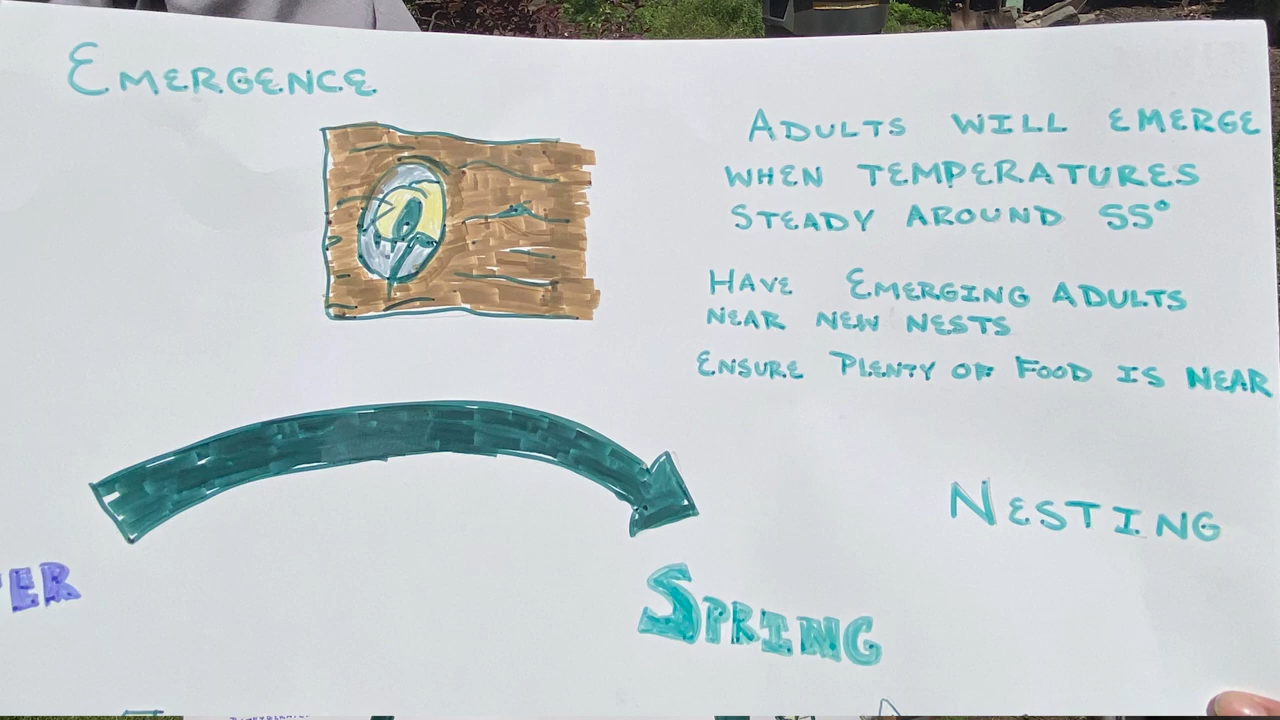 EMERGENCE
ADULTS WILL EMERGE
WHEN TEMPERATURES
STEADY AROUND 55°
HAVE EMERGING ADULTS
NEAR NEW NESTS
ENSURE PLENTY OF FOOD IS NEAR
NESTING
ER
SPRING